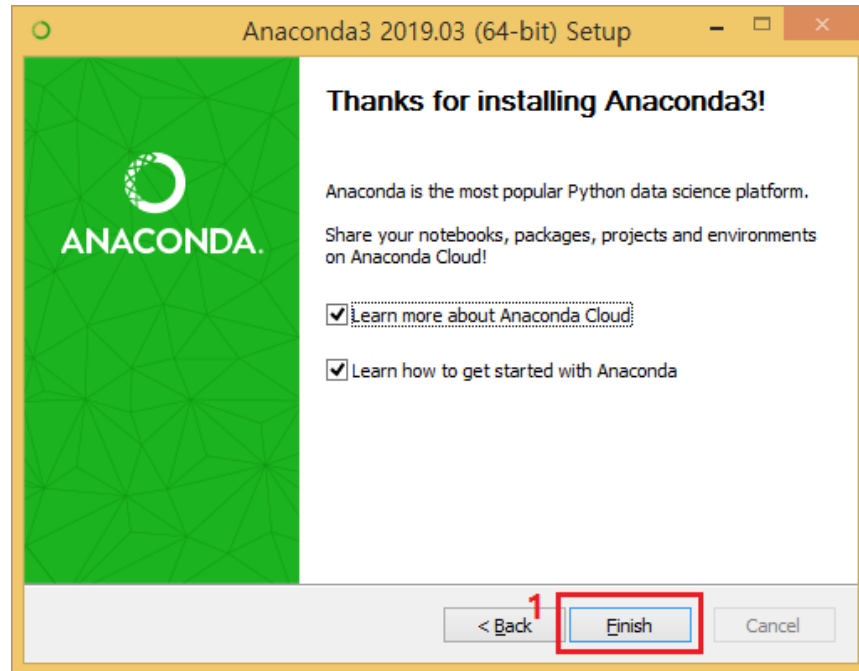 Anaconda3 2019.03 (64-bit) Setup
Thanks for installing Anaconda3!
Anaconda is the most popular Python data science platform.
Share your notebooks, packages, projects and environments
on Anaconda Cloud!
ANACONDA.
Learn more about Anaconda Cloud
Learn how to get started with Anaconda
1
< Back
Finish
Cancel